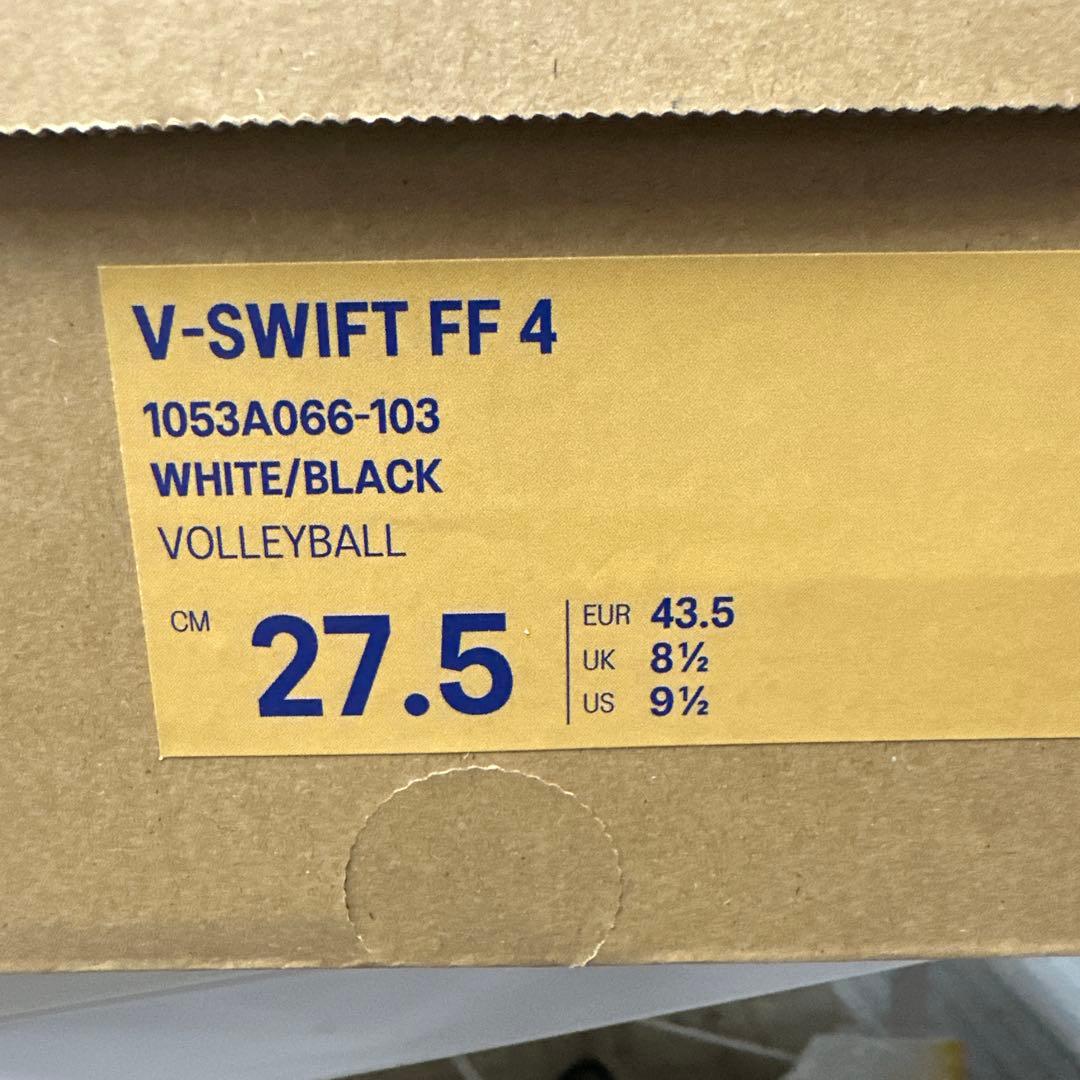 V-SWIFT FF 4
1053A066-103
WHITE/BLACK
VOLLEYBALL
CM 27.5
EUR 43.5
UK 8½
US 9½